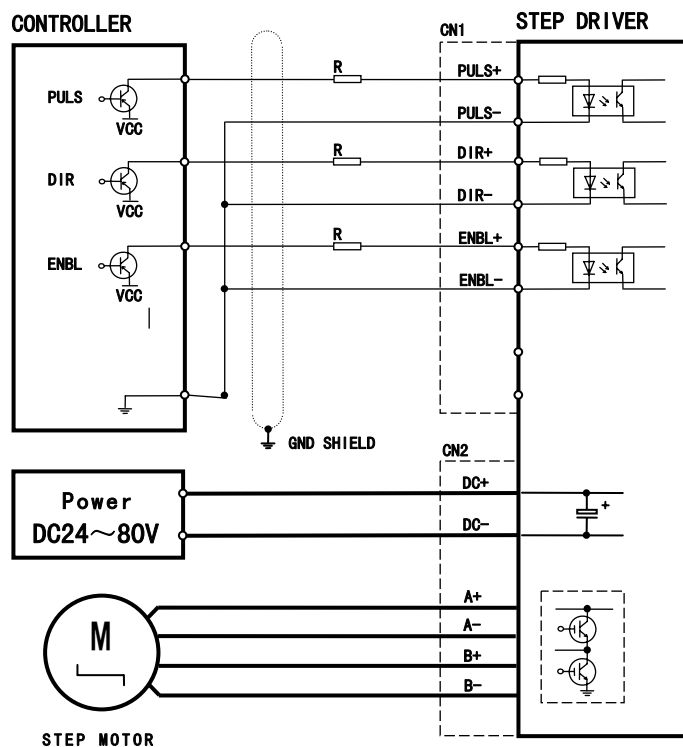 CONTROLLER
CN1
STEP DRIVER
PULS
VCC
R
PULS+
PULS-
DIR
VCC
R
DIR+
DIR-
ENBL
VCC
R
ENBL+
ENBL-
GND SHIELD
CN2
Power
DC24~80V
DC+
DC-
+
M
A+
A-
B+
B-
STEP MOTOR